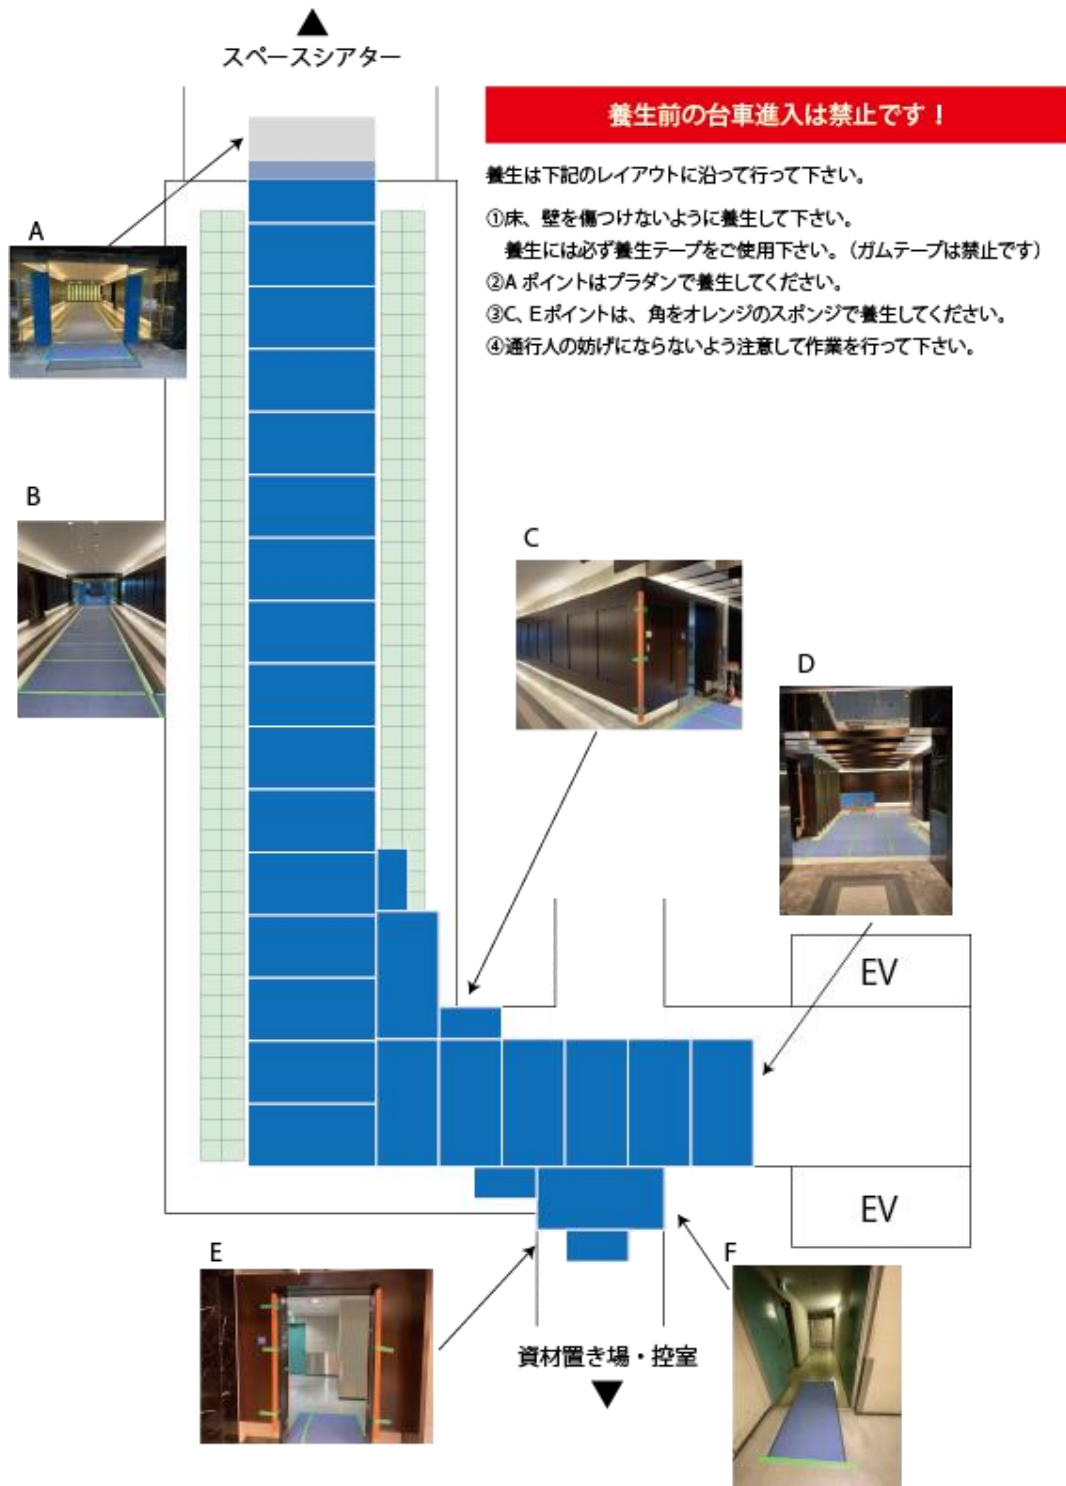 ▲
スペースシアター
養生前の台車進入は禁止です！
養生は下記のレイアウトに沿って行って下さい。
①床、壁を傷つけないように養生して下さい。
養生には必ず養生テープをご使用下さい。（ガムテープは禁止です）
②A ポイントはプラダンで養生してください。
③C、Eポイントは、角をオレンジのスポンジで養生してください。
④通行人の妨げにならないよう注意して作業を行って下さい。
A
B
C
D
EV
EV
E
F
資材置き場・控室
▼